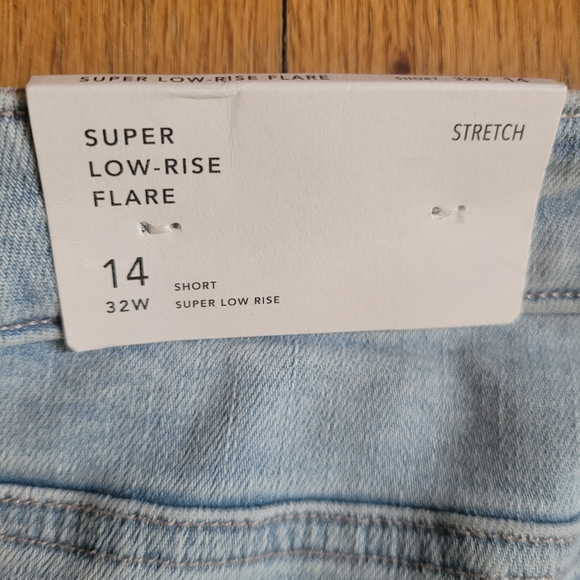 SUPER LOW-RISE FLARE SHORT 32W 14
SUPER
LOW-RISE
FLARE
STRETCH
14
32W
SHORT
SUPER LOW RISE